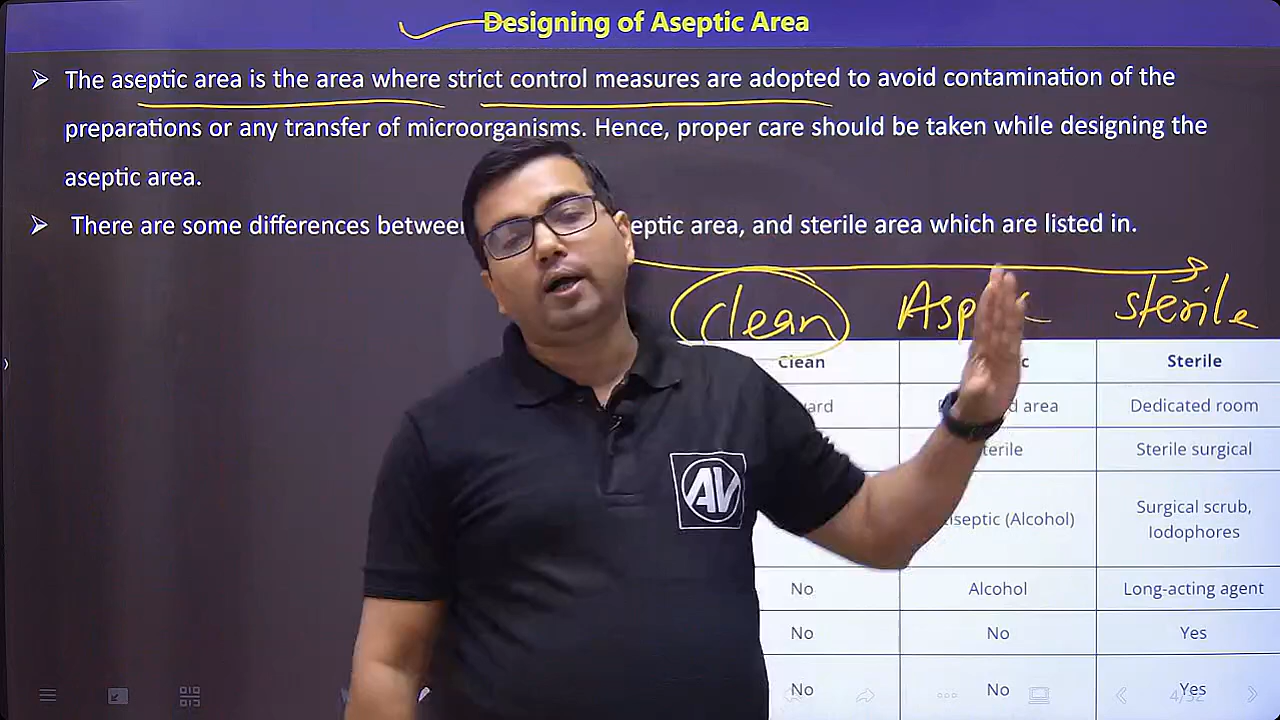 Designing of Aseptic Area
The aseptic area is the area where strict control measures are adopted to avoid contamination of the
preparations or any transfer of microorganisms. Hence, proper care should be taken while designing the
aseptic area.
There are some differences between eptic area, and sterile area which are listed in.
clean Sterile
Clean Sterile
area Dedicated room
Sterile surgical
(Alcohol) Surgical scrub,
Iodophores
No Alcohol Long-acting agent
No No Yes
No No Yes
4/32
AV